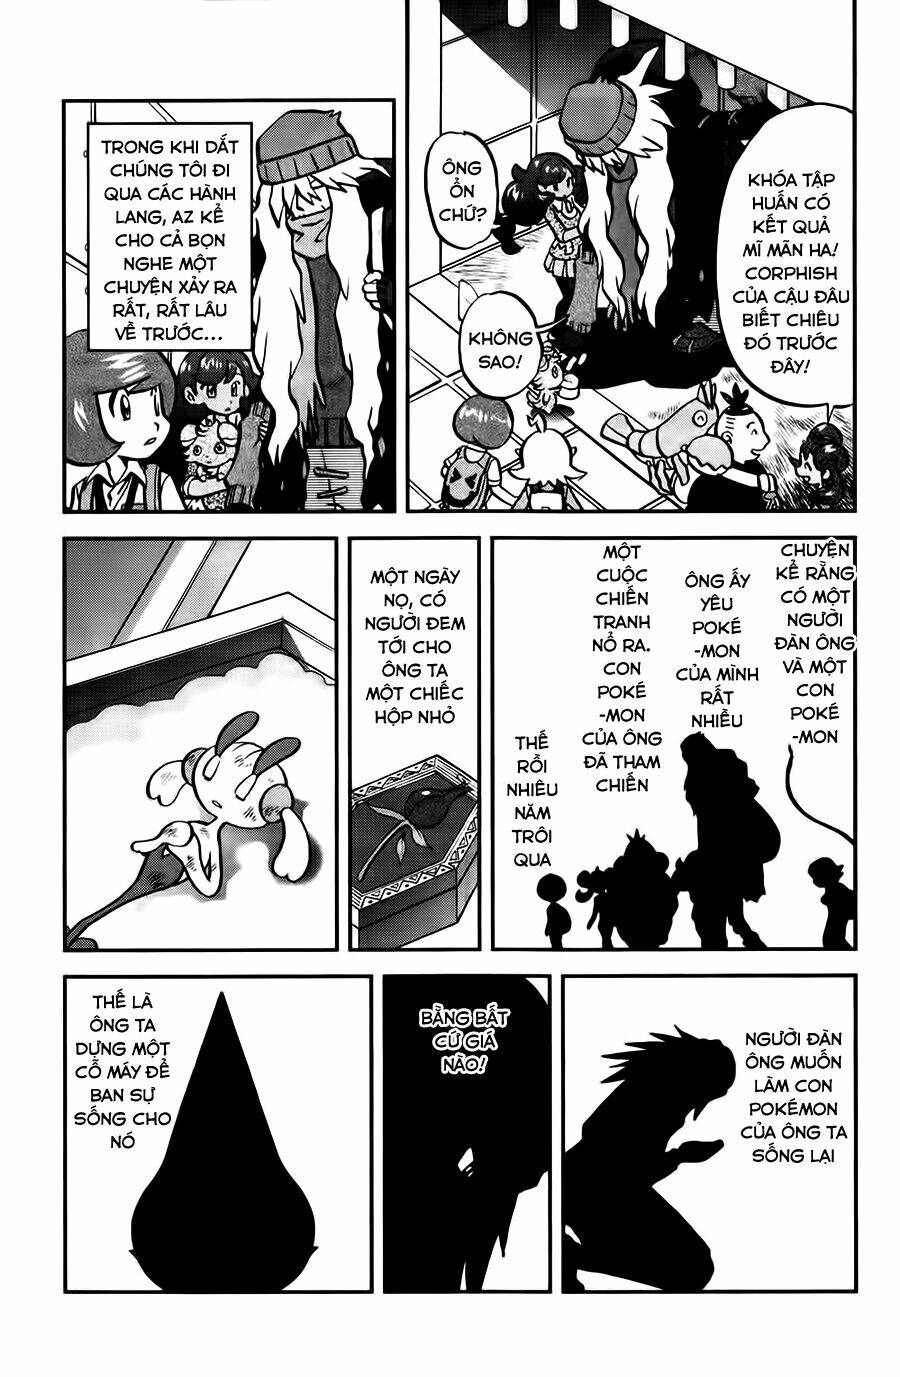 KHÓA TẬP
HUẤN CÓ
KẾT QUẢ
MĨ MÃN HA!
CORPHISH
CỦA CẬU ĐÂU
BIẾT CHIÊU
ĐÓ TRƯỚC
ĐÂY!
ÔNG
ỔN
CHỨ?
KHÔNG
SAO!
TRONG KHI DẮT
CHÚNG TÔI ĐI
QUA CÁC HÀNH
LANG, AZ KỂ
CHO CẢ BỌN
NGHE MỘT
CHUYỆN XẢY RA
RẤT, RẤT LÂU
VỀ TRƯỚC...
CHUYỆN
KỂ RẰNG
CÓ MỘT
NGƯỜI
ĐÀN ÔNG
VÀ MỘT
CON
POKÉ
-MON
ÔNG ẤY
YÊU
POKÉ
-MON
CỦA MÌNH
RẤT
NHIỀU
MỘT
CUỘC
CHIẾN
TRANH
NỔ RA.
CON
POKÉ
-MON
CỦA ÔNG
ĐÃ THAM
CHIẾN
THẾ
RỒI
NHIÊU
NĂM
TRÔI
QUA
MỘT NGÀY
NỌ, CÓ
NGƯỜI ĐEM
TỚI CHO
ÔNG TA
MỘT CHIẾC
HỘP NHỎ
NGƯỜI ĐÀN
ÔNG MUỐN
LÀM CON
POKÉMON
CỦA ÔNG TA
SỐNG LẠI
BẰNG BẤT
CỨ GIÁ
NÀO!
THẾ LÀ
ÔNG TA
DỰNG MỘT
CỖ MÁY ĐỂ
BAN SỰ
SỐNG CHO
NÓ